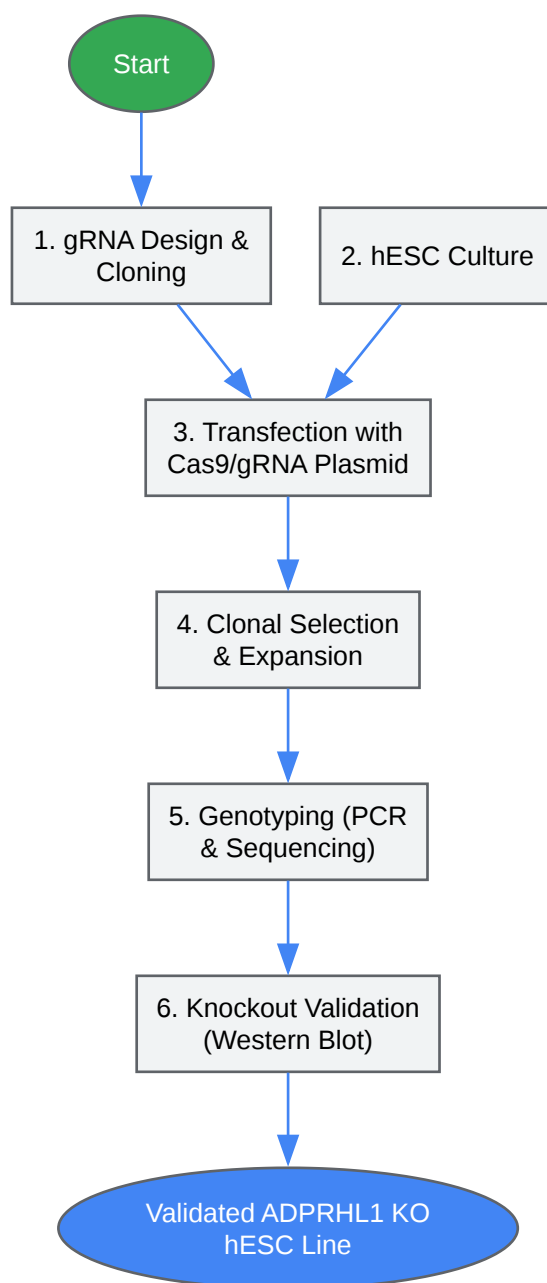 Start
1. gRNA Design &
Cloning
2. hESC Culture
3. Transfection with
Cas9/gRNA Plasmid
4. Clonal Selection
& Expansion
5. Genotyping (PCR
& Sequencing)
6. Knockout Validation
(Western Blot)
Validated ADPRHL1 KO
hESC Line